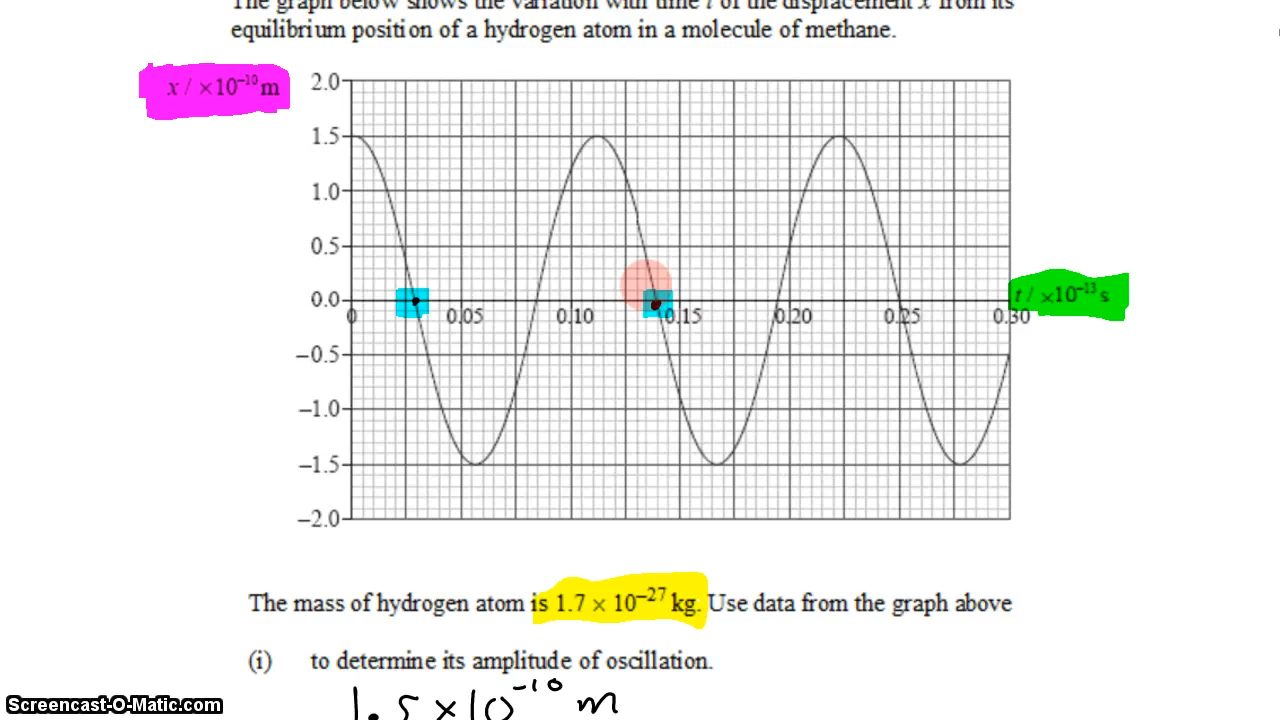 The graph below shows the variation with time t of the displacement x from its
equilibrium position of a hydrogen atom in a molecule of methane.
x / ×10⁻¹⁰ m
2.0
1.5
1.0
0.5
0.0
−0.5
−1.0
−1.5
−2.0
0 0.05 0.10 0.15 0.20 0.25 0.30
t / ×10⁻¹³ s
The mass of hydrogen atom is 1.7 × 10⁻²⁷ kg. Use data from the graph above
(i) to determine its amplitude of oscillation.
1.5 × 10⁻¹⁰ m
Screencast-O-Matic.com